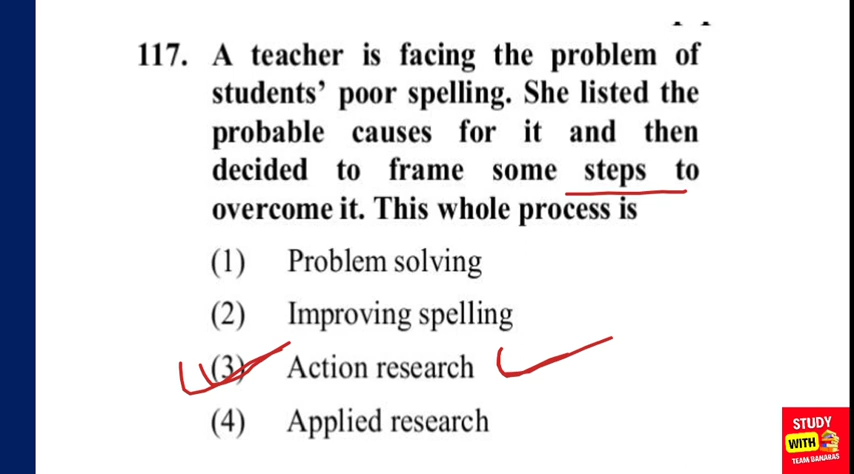 117. A teacher is facing the problem of
students' poor spelling. She listed the
probable causes for it and then
decided to frame some steps to
overcome it. This whole process is
(1) Problem solving
(2) Improving spelling
(3) Action research
(4) Applied research
STUDY
WITH
TEAM BANARAS